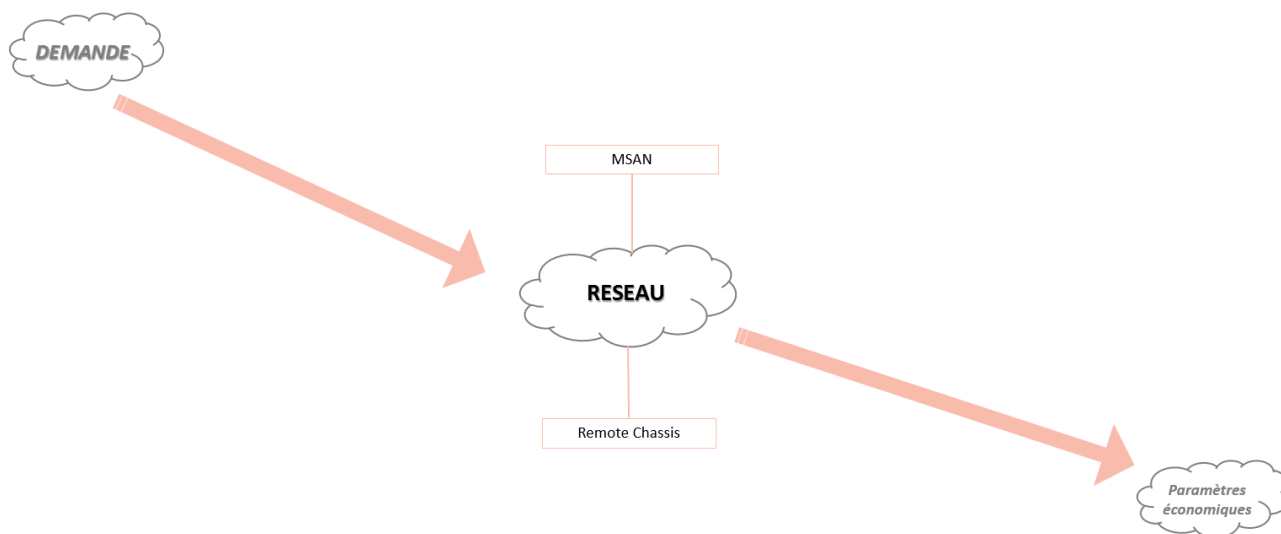 DEMANDE
MSAN
RESEAU
Remote Chassis
Paramètres
économiques